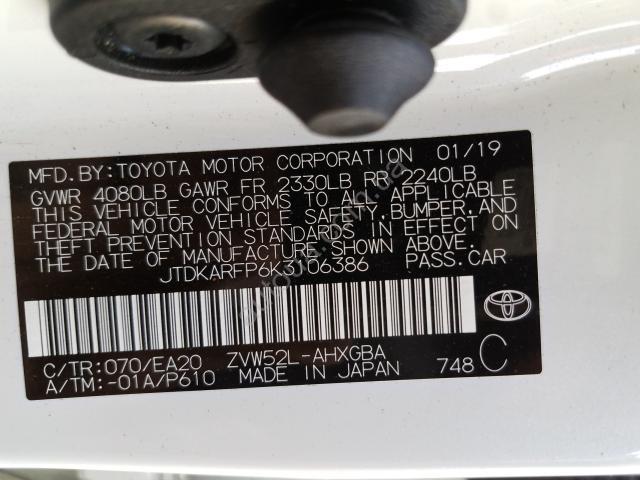 MFD.BY:TOYOTA MOTOR CORPORATION 01/19
GVWR 4080LB GAWR FR 2330LB RR 2240LB
THIS VEHICLE CONFORMS TO ALL APPLICABLE
FEDERAL MOTOR VEHICLE SAFETY,BUMPER,AND
THEFT PREVENTION STANDARDS IN EFFECT ON
THE DATE OF MANUFACTURE SHOWN ABOVE.
JTDKARFP6K3106386 PASS.CAR
C/TR:070/EA20 ZVW52L-AHXGBA
A/TM:-01A/P610 MADE IN JAPAN 748 C